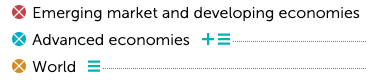 Emerging market and developing economies
Advanced economies
World